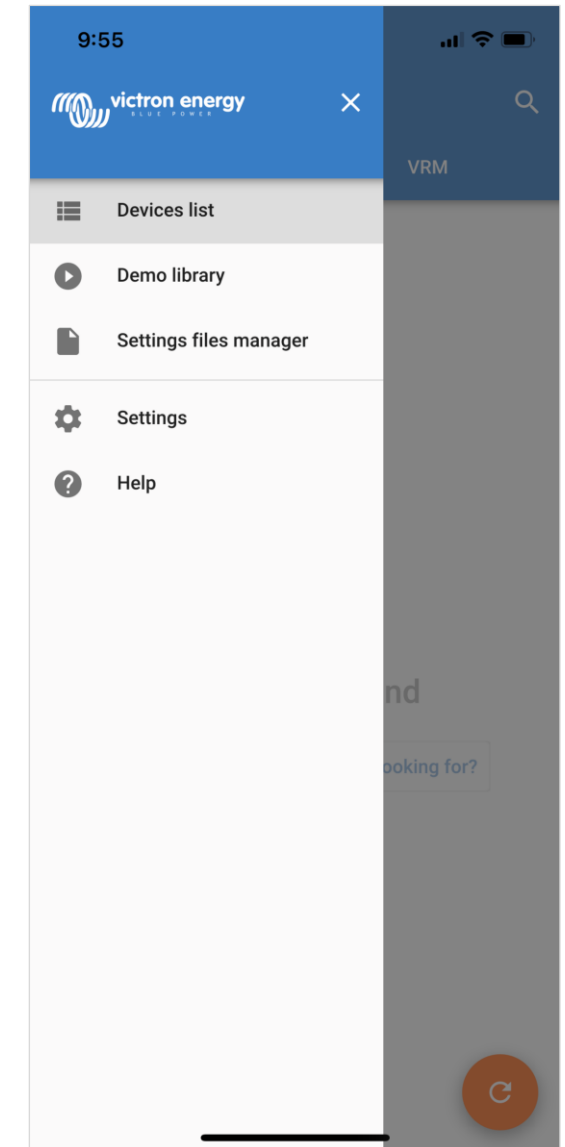 9:55
victron energy
BLUE POWER
VRM
Devices list
Demo library
Settings files manager
Settings
Help
nd
ooking for?